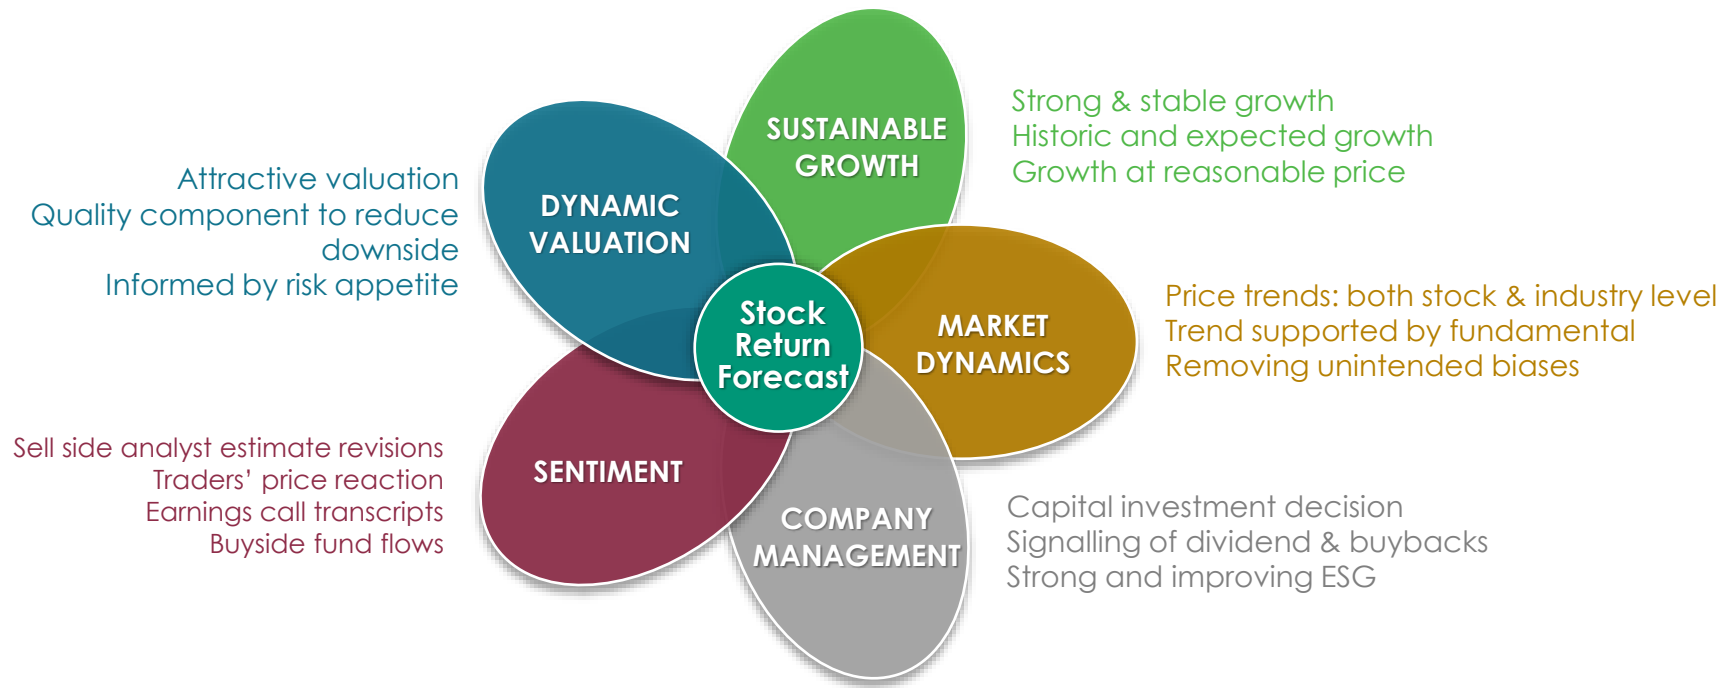 SUSTAINABLE
GROWTH
Strong & stable growth
Historic and expected growth
Growth at reasonable price
Attractive valuation
Quality component to reduce
downside
Informed by risk appetite
DYNAMIC
VALUATION
Stock
Return
Forecast
MARKET
DYNAMICS
Price trends: both stock & industry level
Trend supported by fundamental
Removing unintended biases
Sell side analyst estimate revisions
Traders’ price reaction
Earnings call transcripts
Buyside fund flows
SENTIMENT
COMPANY
MANAGEMENT
Capital investment decision
Signalling of dividend & buybacks
Strong and improving ESG